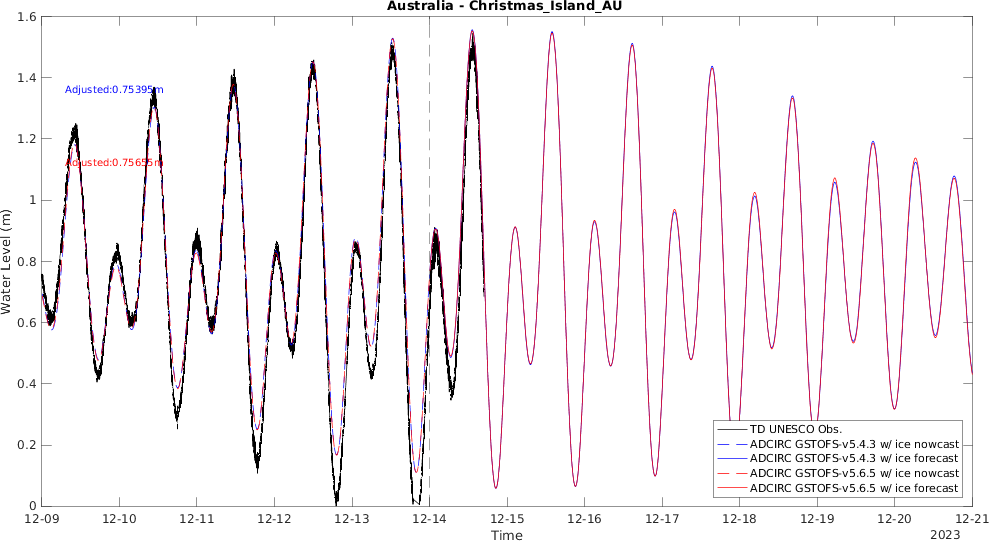 Australia - Christmas_Island_AU
1.6
1.4
1.2
1
0.8
0.6
0.4
0.2
0
Water Level (m)
Adjusted:0.75395m
Adjusted:0.75655m
TD UNESCO Obs.
ADCIRC GSTOFS-v5.4.3 w/ ice nowcast
ADCIRC GSTOFS-v5.4.3 w/ ice forecast
ADCIRC GSTOFS-v5.6.5 w/ ice nowcast
ADCIRC GSTOFS-v5.6.5 w/ ice forecast
12-09 12-10 12-11 12-12 12-13 12-14 12-15 12-16 12-17 12-18 12-19 12-20 12-21
Time
2023